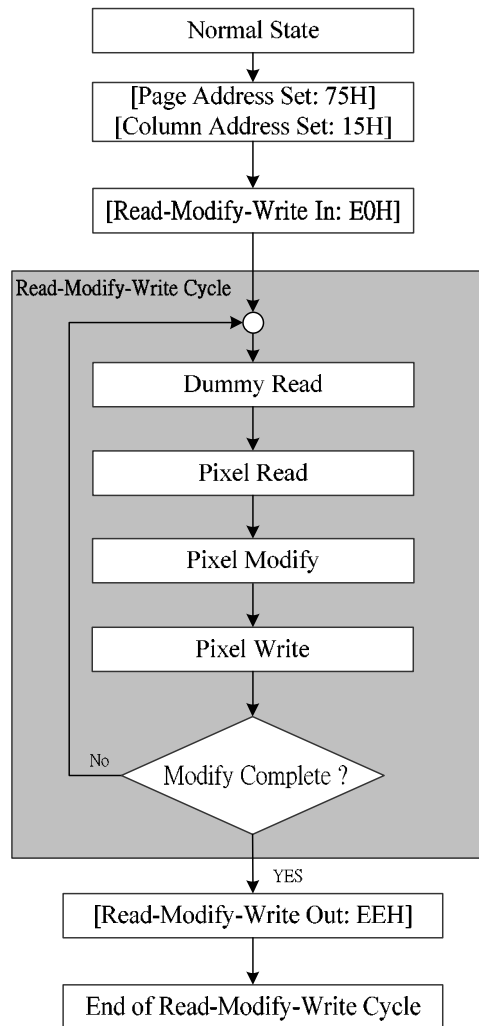 Normal State
[Page Address Set: 75H]
[Column Address Set: 15H]
[Read-Modify-Write In: E0H]
Read-Modify-Write Cycle
Dummy Read
Pixel Read
Pixel Modify
Pixel Write
No
Modify Complete ?
YES
[Read-Modify-Write Out: EEH]
End of Read-Modify-Write Cycle